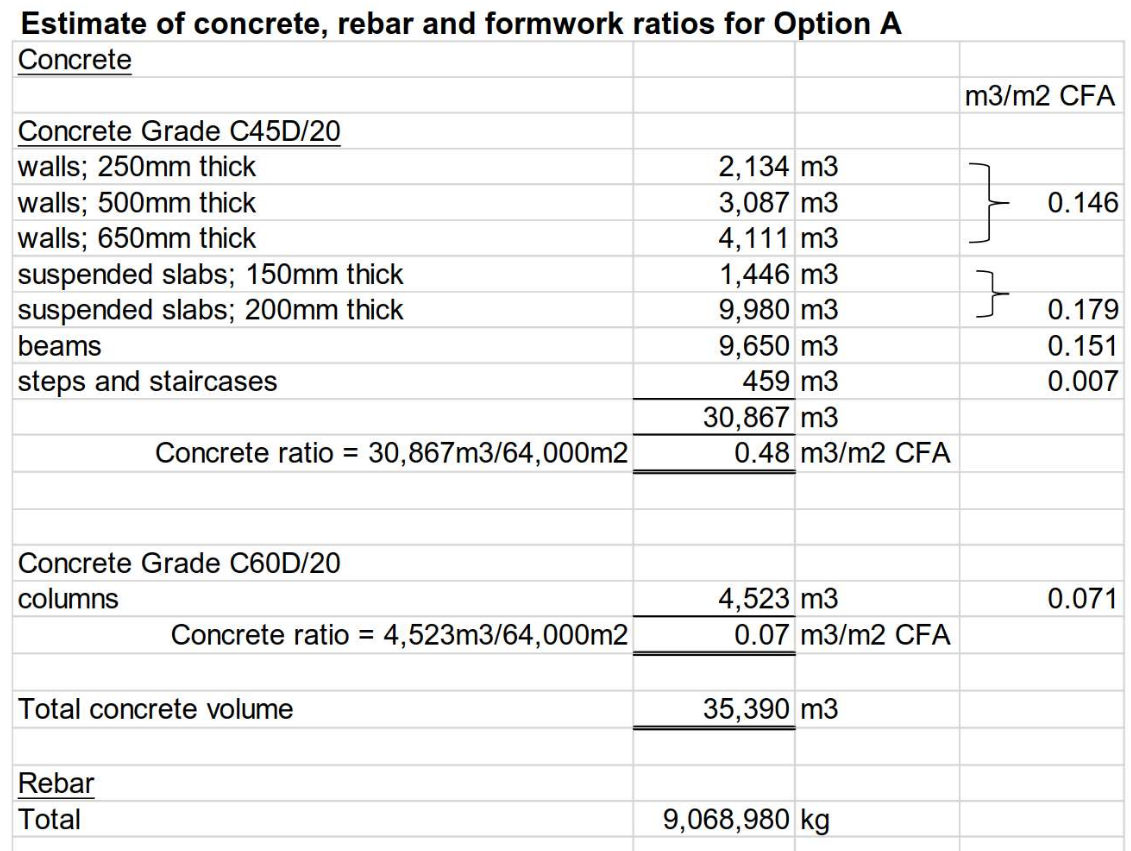 Estimate of concrete, rebar and formwork ratios for Option A
Concrete
m3/m2 CFA
Concrete Grade C45D/20
walls; 250mm thick 2,134 m3
walls; 500mm thick 3,087 m3 0.146
walls; 650mm thick 4,111 m3
suspended slabs; 150mm thick 1,446 m3
suspended slabs; 200mm thick 9,980 m3 0.179
beams 9,650 m3 0.151
steps and staircases 459 m3 0.007
30,867 m3
Concrete ratio = 30,867m3/64,000m2 0.48 m3/m2 CFA
Concrete Grade C60D/20
columns 4,523 m3 0.071
Concrete ratio = 4,523m3/64,000m2 0.07 m3/m2 CFA
Total concrete volume 35,390 m3
Rebar
Total 9,068,980 kg